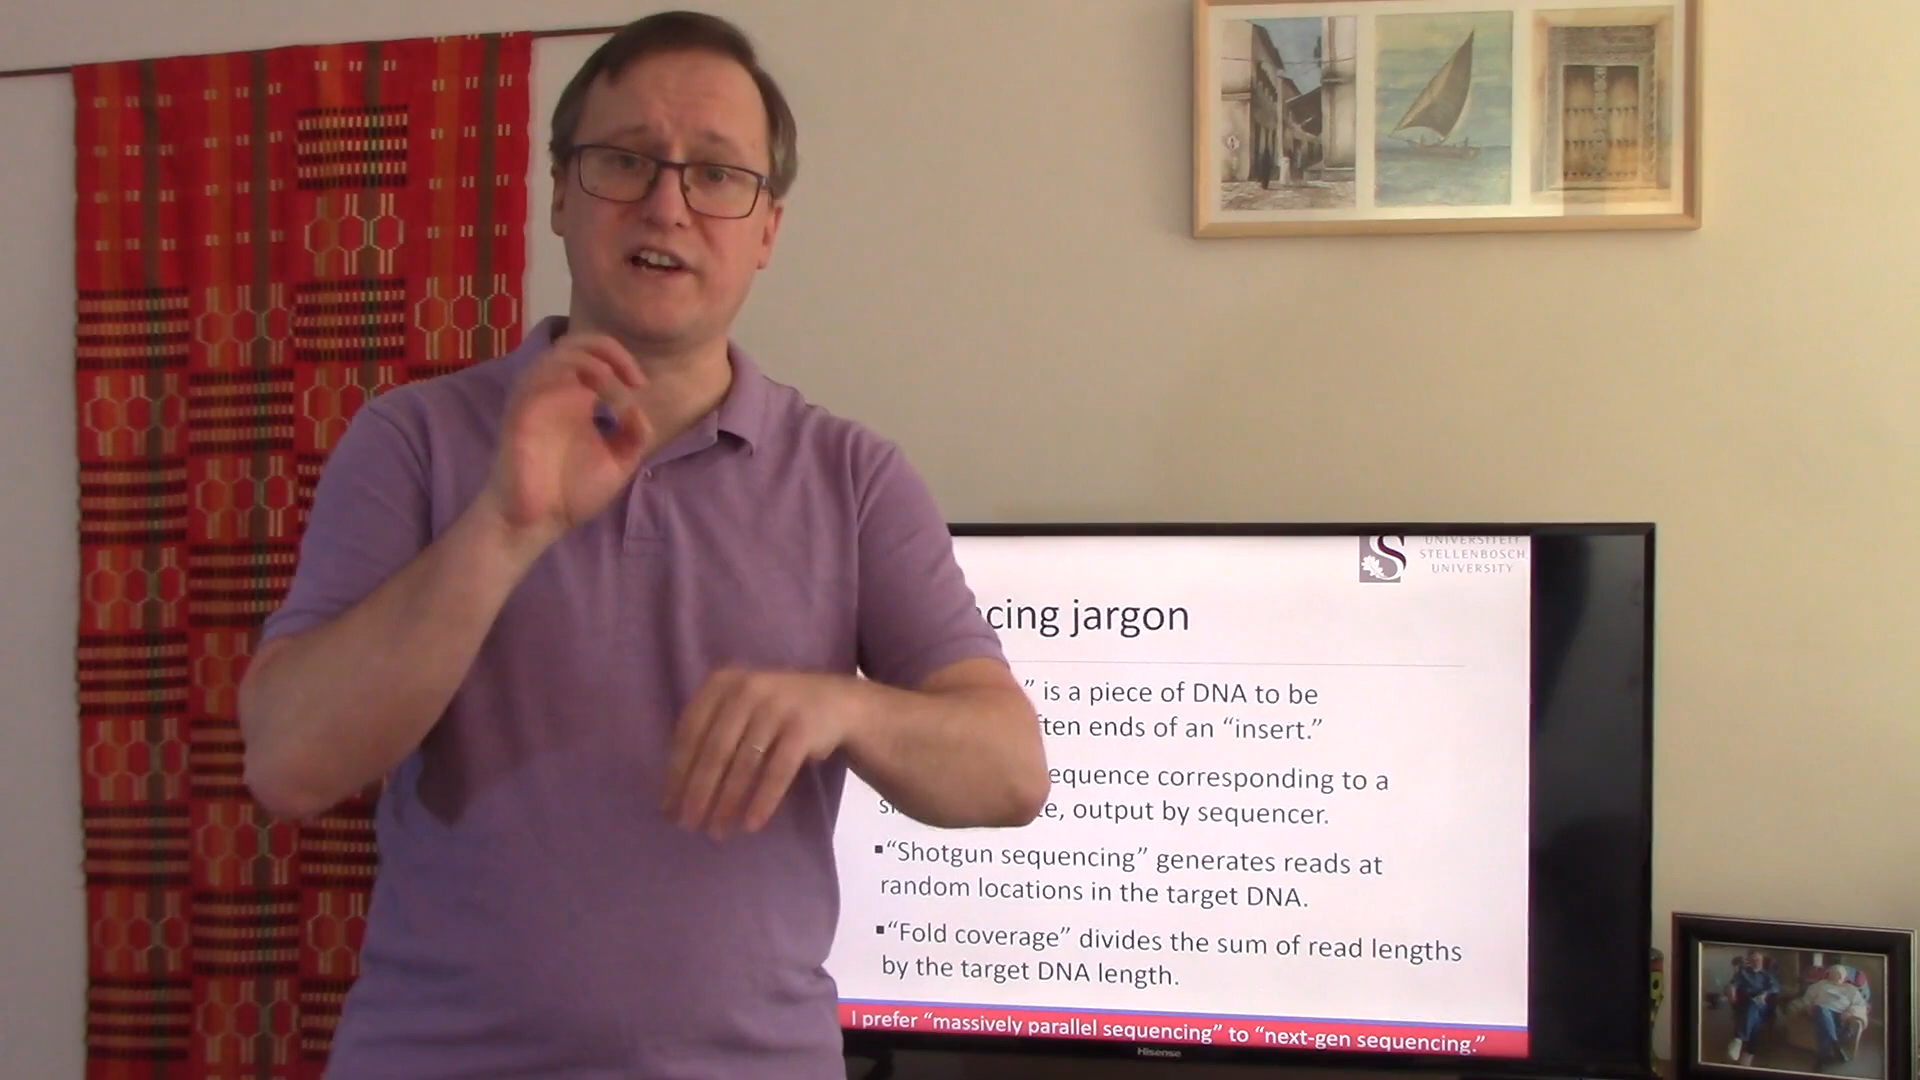 UNIVERSITEIT
STELLENBOSCH
UNIVERSITY
cing jargon
” is a piece of DNA to be
ten ends of an “insert.”
equence corresponding to a
e, output by sequencer.
▪“Shotgun sequencing” generates reads at
random locations in the target DNA.
▪“Fold coverage” divides the sum of read lengths
by the target DNA length.
I prefer “massively parallel sequencing” to “next-gen sequencing.”
Hisense